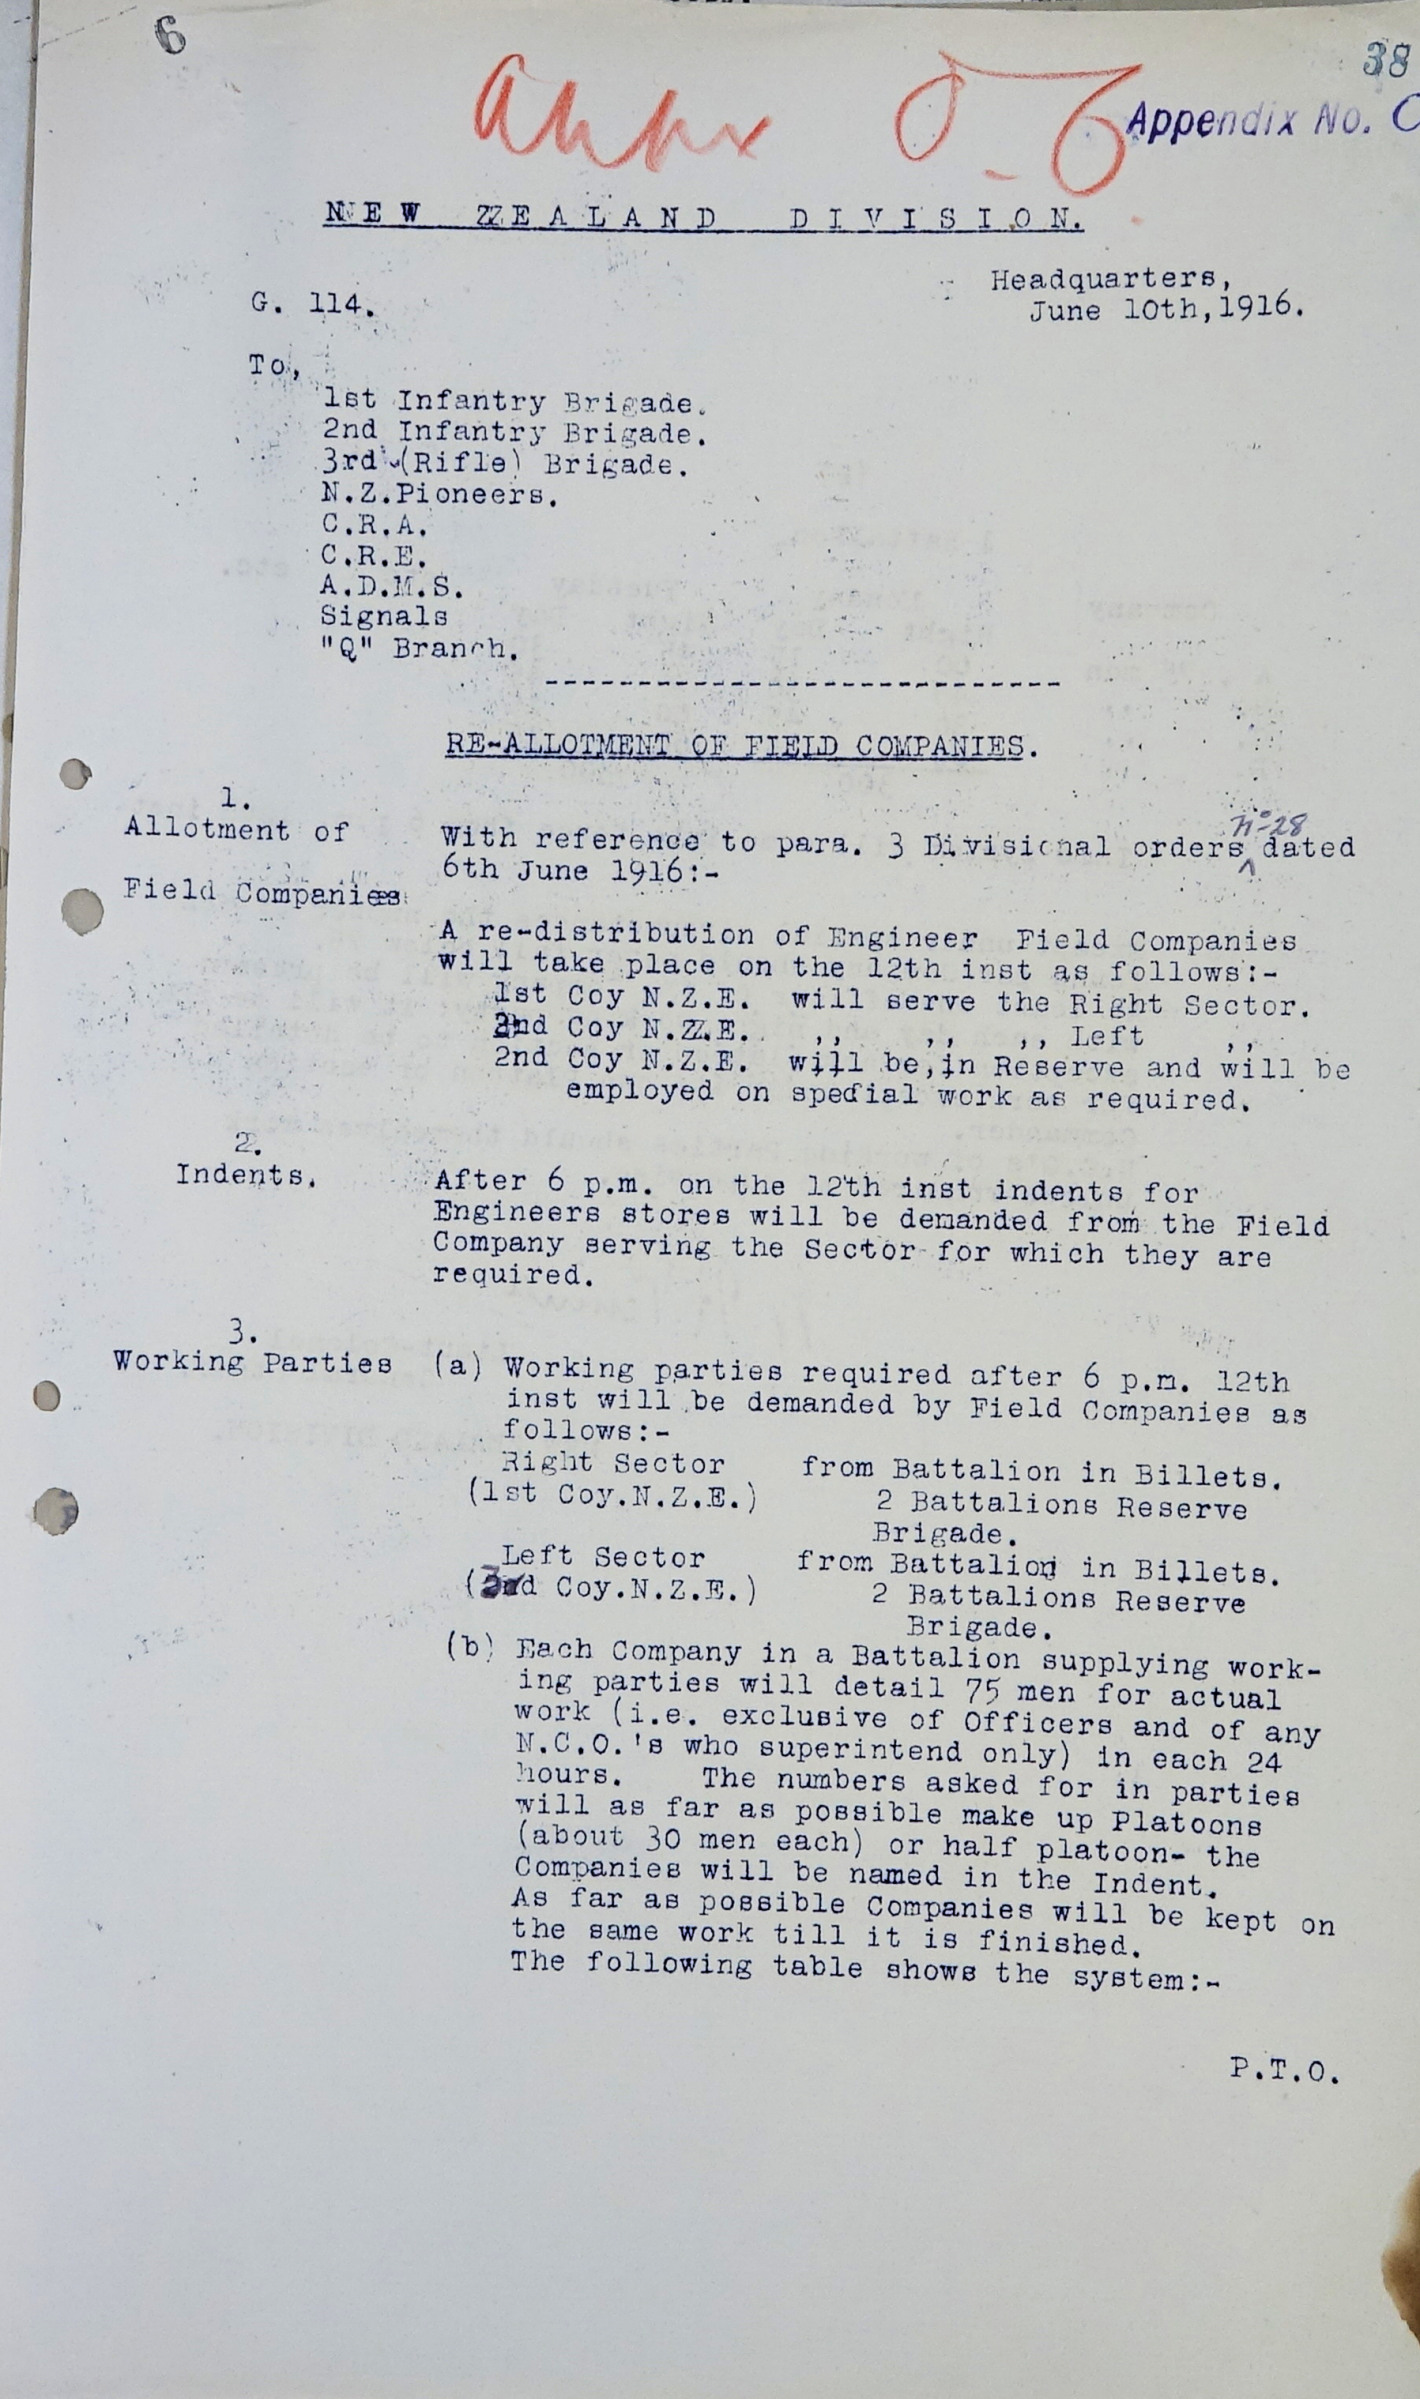 6
38
Appx J-6
Appendix No. C
NEW ZEALAND DIVISION.
Headquarters,
G. 114.
June 10th, 1916.
To,
1st Infantry Brigade.
2nd Infantry Brigade.
3rd (Rifle) Brigade.
N.Z.Pioneers.
C.R.A.
C.R.E.
A.D.M.S.
Signals
"Q" Branch.
-----------------------------
RE-ALLOTMENT OF FIELD COMPANIES.
1.
Allotment of
Field Companies
With reference to para. 3 Divisional orders No 28 dated
6th June 1916:-
A re-distribution of Engineer Field Companies
will take place on the 12th inst as follows:-
1st Coy N.Z.E. will serve the Right Sector.
3rd Coy N.Z.E. ,, ,, ,, Left ,,
2nd Coy N.Z.E. will be in Reserve and will be
employed on special work as required.
2.
Indents.
After 6 p.m. on the 12th inst indents for
Engineers stores will be demanded from the Field
Company serving the Sector for which they are
required.
3.
Working Parties
(a) Working parties required after 6 p.m. 12th
inst will be demanded by Field Companies as
follows:-
Right Sector from Battalion in Billets.
(1st Coy.N.Z.E.) 2 Battalions Reserve
Brigade.
Left Sector from Battalion in Billets.
(3rd Coy.N.Z.E.) 2 Battalions Reserve
Brigade.
(b) Each Company in a Battalion supplying work-
ing parties will detail 75 men for actual
work (i.e. exclusive of Officers and of any
N.C.O.'s who superintend only) in each 24
hours. The numbers asked for in parties
will as far as possible make up Platoons
(about 30 men each) or half platoon- the
Companies will be named in the Indent.
As far as possible Companies will be kept on
the same work till it is finished.
The following table shows the system:-
P.T.O.